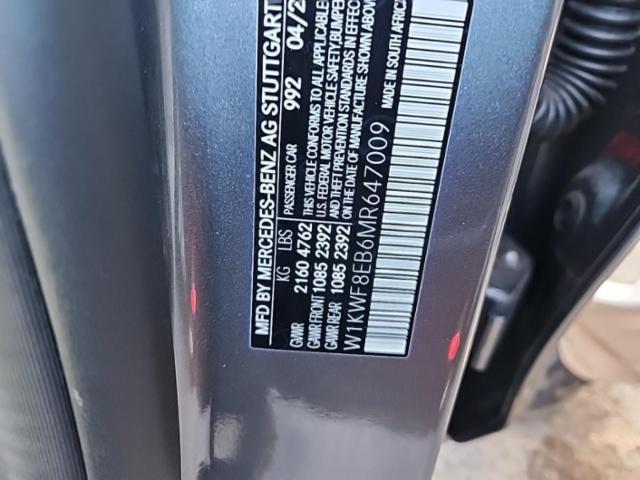 MFD BY MERCEDES-BENZ AG STUTTGART
KG LBS PASSENGER CAR 992 04/2
GVWR 2160 4762 THIS VEHICLE CONFORMS TO ALL APPLICABLE
GAWR FRONT 1085 2392 U.S. FEDERAL MOTOR VEHICLE SAFETY, BUMPER
GAWR REAR 1085 2392 AND THEFT PREVENTION STANDARDS IN EFFECT
ON THE DATE OF MANUFACTURE SHOWN ABOVE
MADE IN SOUTH AFRICA
W1KWF8EB6MR647009